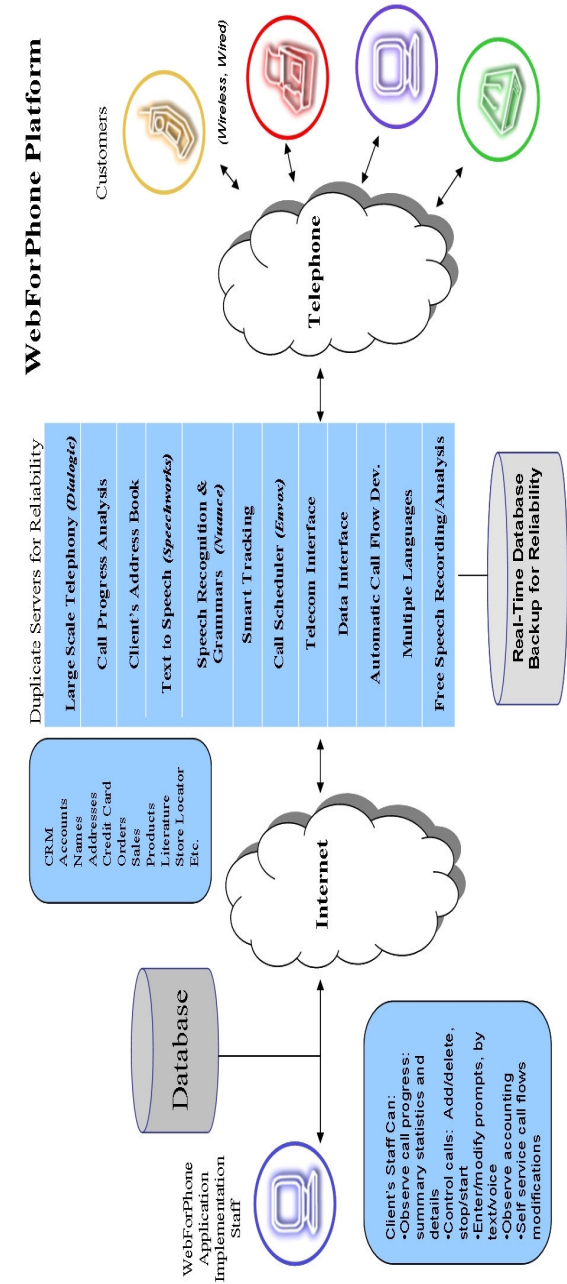 WebForPhone Platform
WebForPhone
Application
Implementation
Staff
Database
Client's Staff Can:
•Observe call progress:
summary statistics and
details
•Control calls: Add/delete,
stop/start
•Enter/modify prompts, by
text/voice
•Observe accounting
•Self service call flows
modifications
CRM
Accounts
Names
Addresses
Credit Card
Orders
Sales
Products
Literature
Store Locator
Etc.
Internet
Duplicate Servers for Reliability
Large Scale Telephony (Dialogic)
Call Progress Analysis
Client's Address Book
Text to Speech (Speechworks)
Speech Recognition &
Grammars (Nuance)
Smart Tracking
Call Scheduler (Envox)
Telecom Interface
Data Interface
Automatic Call Flow Dev.
Multiple Languages
Free Speech Recording/Analysis
Real-Time Database
Backup for Reliability
Telephone
Customers
(Wireless, Wired)